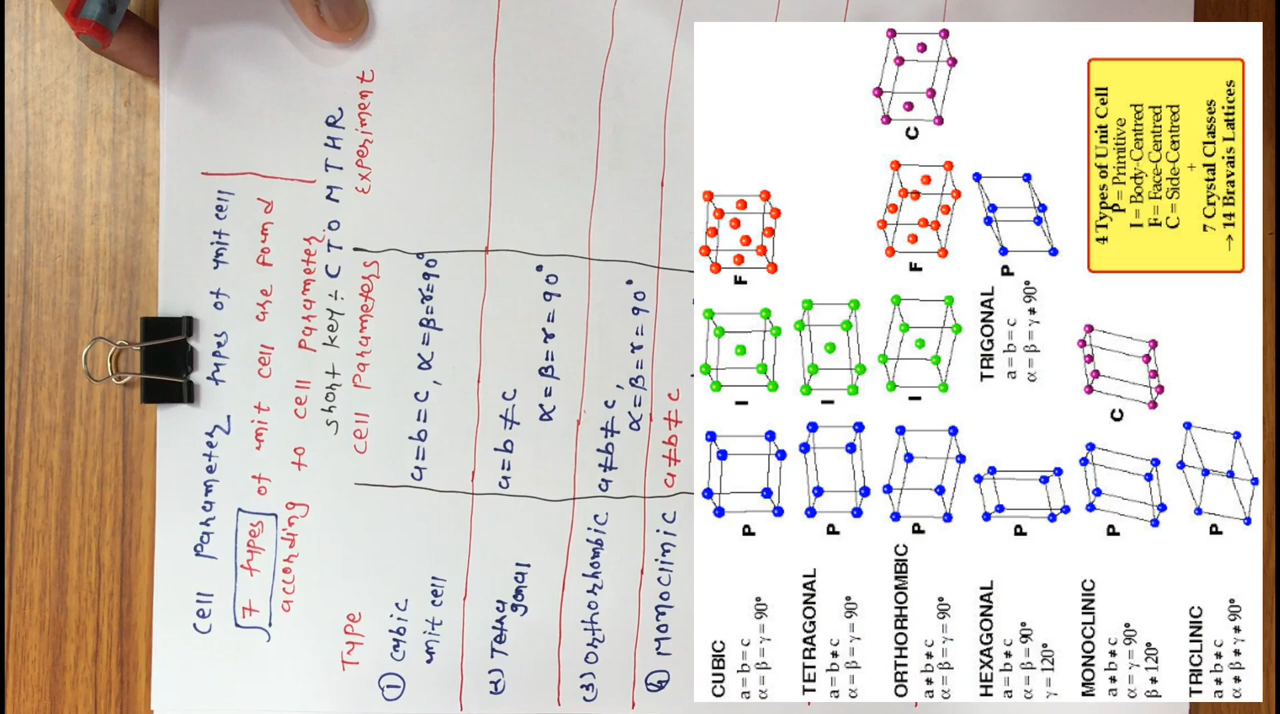 Cell Parameter types of unit cell
7 types of unit cell are found
according to cell parameter
short key ÷ C T O M T H R
Type Cell Parameters Experiment
① Cubic unit cell a=b=c, α=β=γ=90°
(2) Tetra gonal a=b≠c
α=β=γ=90°
(3) Orthorhombic a≠b≠c,
α=β=γ=90°
(4) Monoclinic a≠b≠c
CUBIC
a = b = c
α = β = γ = 90°
P
I
F
TETRAGONAL
a = b ≠ c
α = β = γ = 90°
P
I
ORTHORHOMBIC
a ≠ b ≠ c
α = β = γ = 90°
P
I
F
C
HEXAGONAL
a = b ≠ c
α = β = 90°
γ = 120°
P
TRIGONAL
a = b = c
α = β = γ ≠ 90°
P
MONOCLINIC
a ≠ b ≠ c
α = γ = 90°
β ≠ 120°
P
C
TRICLINIC
a ≠ b ≠ c
α ≠ β ≠ γ ≠ 90°
P
4 Types of Unit Cell
P = Primitive
I = Body-Centred
F = Face-Centred
C = Side-Centred
+
7 Crystal Classes
→ 14 Bravais Lattices